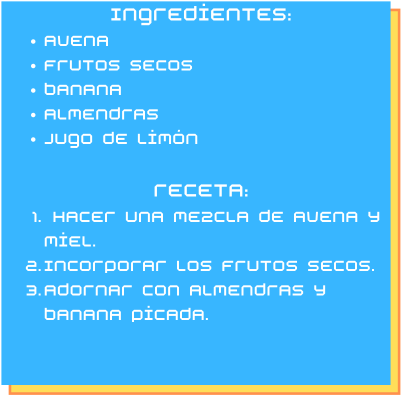 Ingredientes:
• Avena
• Frutos secos
• Banana
• Almendras
• Jugo de limón
Receta:
1. Hacer una mezcla de avena y
miel.
2. Incorporar los frutos secos.
3. Adornar con almendras y
banana picada.